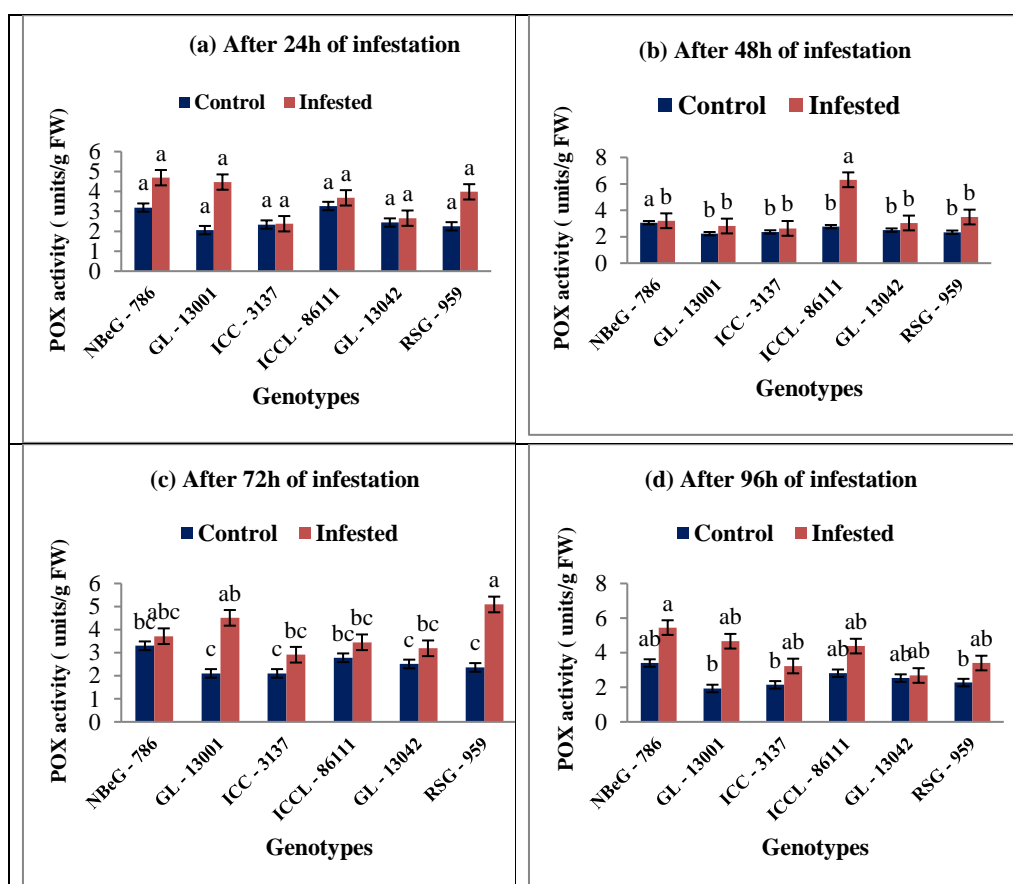 (a) After 24h of infestation
Control Infested
POX activity ( units/g FW)
6
5
4
3
2
1
0
a a a a a a a a a a a a
NBeG - 786 GL - 13001 ICC - 3137 ICCL - 86111 GL - 13042 RSG - 959
Genotypes
(b) After 48h of infestation
Control Infested
POX activity ( units/g FW)
8
6
4
2
0
a b b b b b b a b b b b
NBeG - 786 GL - 13001 ICC - 3137 ICCL - 86111 GL - 13042 RSG - 959
Genotypes
(c) After 72h of infestation
Control Infested
POX activity ( units/g FW)
6
5
4
3
2
1
0
bc abc c ab c bc bc bc c bc c a
NBeG - 786 GL - 13001 ICC - 3137 ICCL - 86111 GL - 13042 RSG - 959
Genotypes
(d) After 96h of infestation
Control Infested
POX activity ( units/g FW)
8
6
4
2
0
ab a b ab b ab ab ab ab ab b ab
NBeG - 786 GL - 13001 ICC - 3137 ICCL - 86111 GL - 13042 RSG - 959
Genotypes